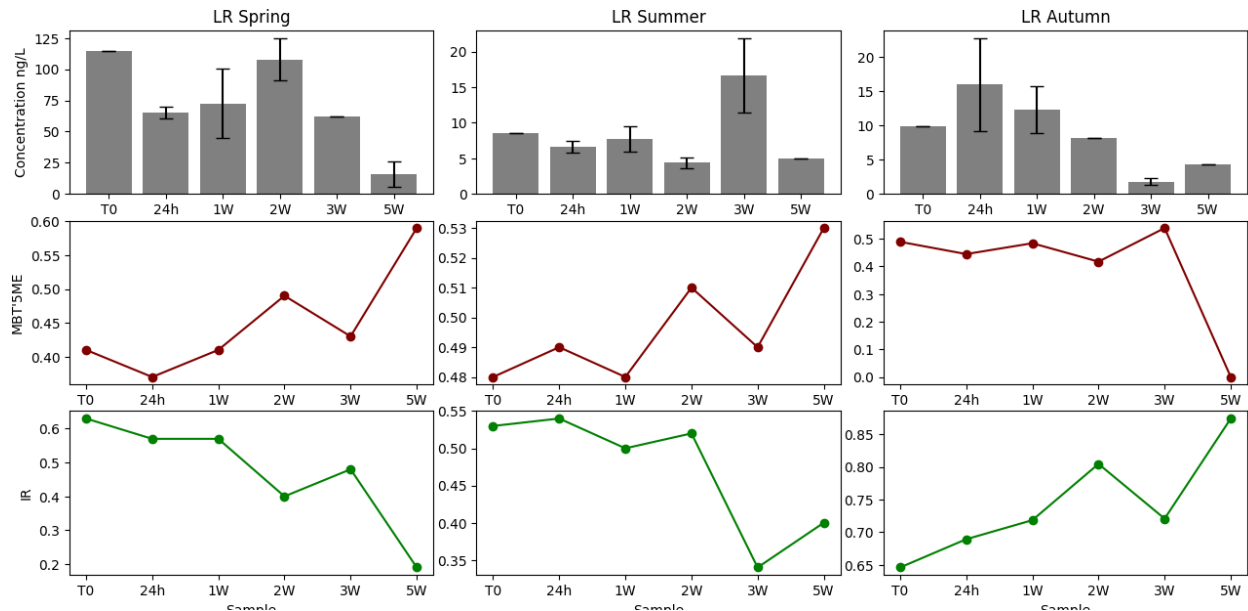 LR Spring
LR Summer
LR Autumn
Concentration ng/L
125
100
75
50
25
0
T0 24h 1W 2W 3W 5W
20
15
10
5
0
T0 24h 1W 2W 3W 5W
20
15
10
5
0
T0 24h 1W 2W 3W 5W
MBT'5ME
0.60
0.55
0.50
0.45
0.40
T0 24h 1W 2W 3W 5W
0.53
0.52
0.51
0.50
0.49
0.48
T0 24h 1W 2W 3W 5W
0.5
0.4
0.3
0.2
0.1
0.0
T0 24h 1W 2W 3W 5W
IR
0.6
0.5
0.4
0.3
0.2
T0 24h 1W 2W 3W 5W
Sample
0.55
0.50
0.45
0.40
0.35
T0 24h 1W 2W 3W 5W
Sample
0.85
0.80
0.75
0.70
0.65
T0 24h 1W 2W 3W 5W
Sample